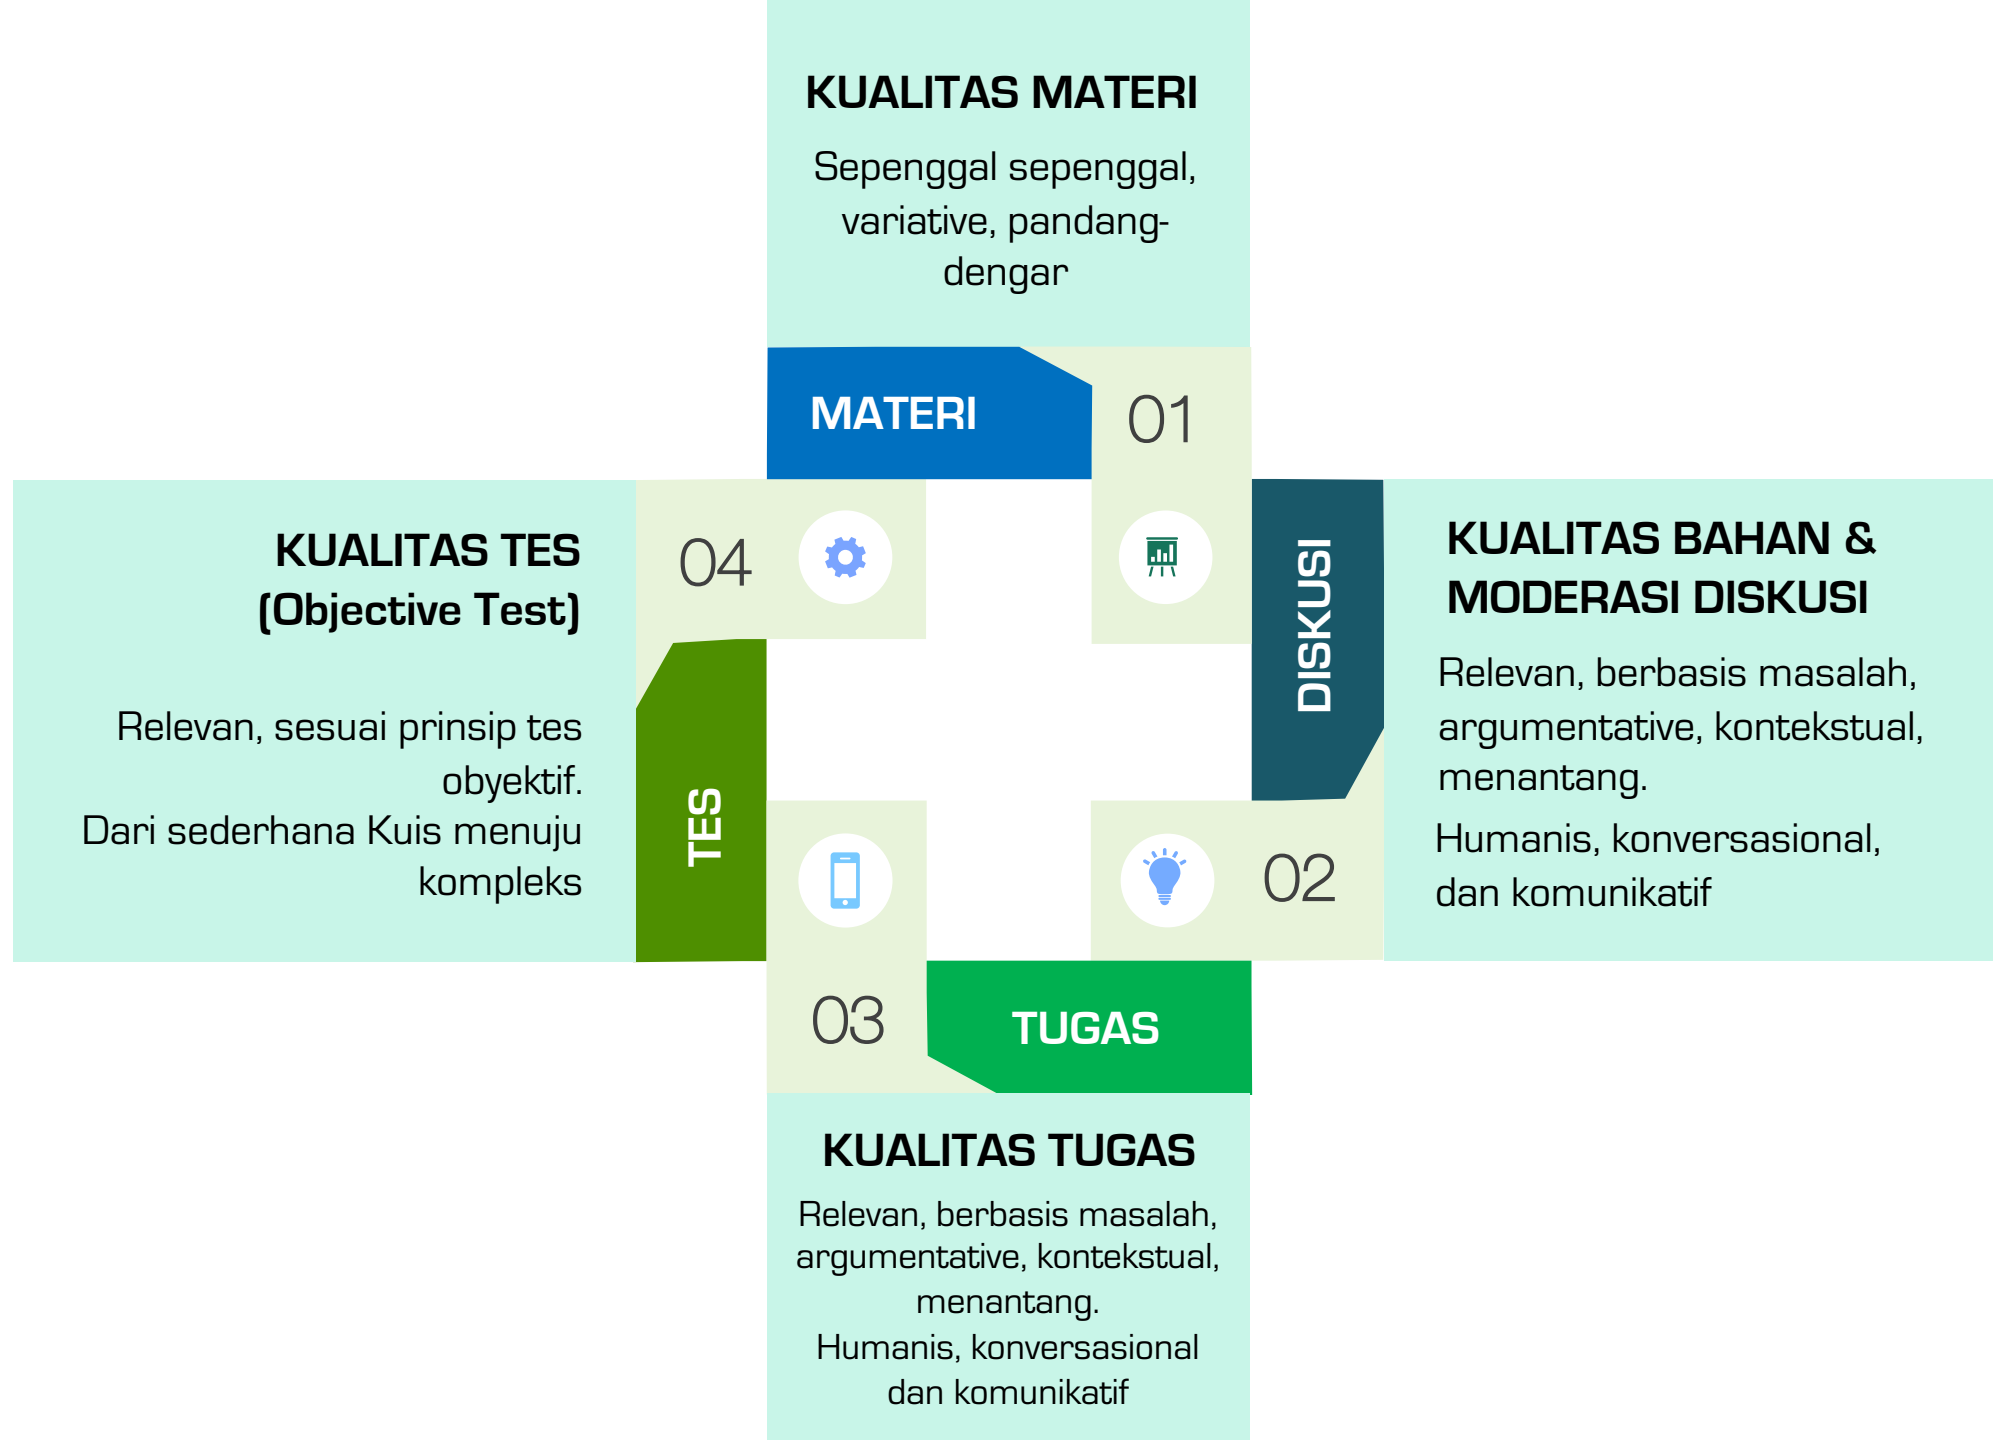 KUALITAS MATERI
Sepenggal sepenggal,
variative, pandang-
dengar
MATERI
01
DISKUSI
KUALITAS BAHAN &
MODERASI DISKUSI
Relevan, berbasis masalah,
argumentative, kontekstual,
menantang.
Humanis, konversasional,
dan komunikatif
02
TUGAS
03
KUALITAS TUGAS
Relevan, berbasis masalah,
argumentative, kontekstual,
menantang.
Humanis, konversasional
dan komunikatif
TES
04
KUALITAS TES
(Objective Test)
Relevan, sesuai prinsip tes
obyektif.
Dari sederhana Kuis menuju
kompleks